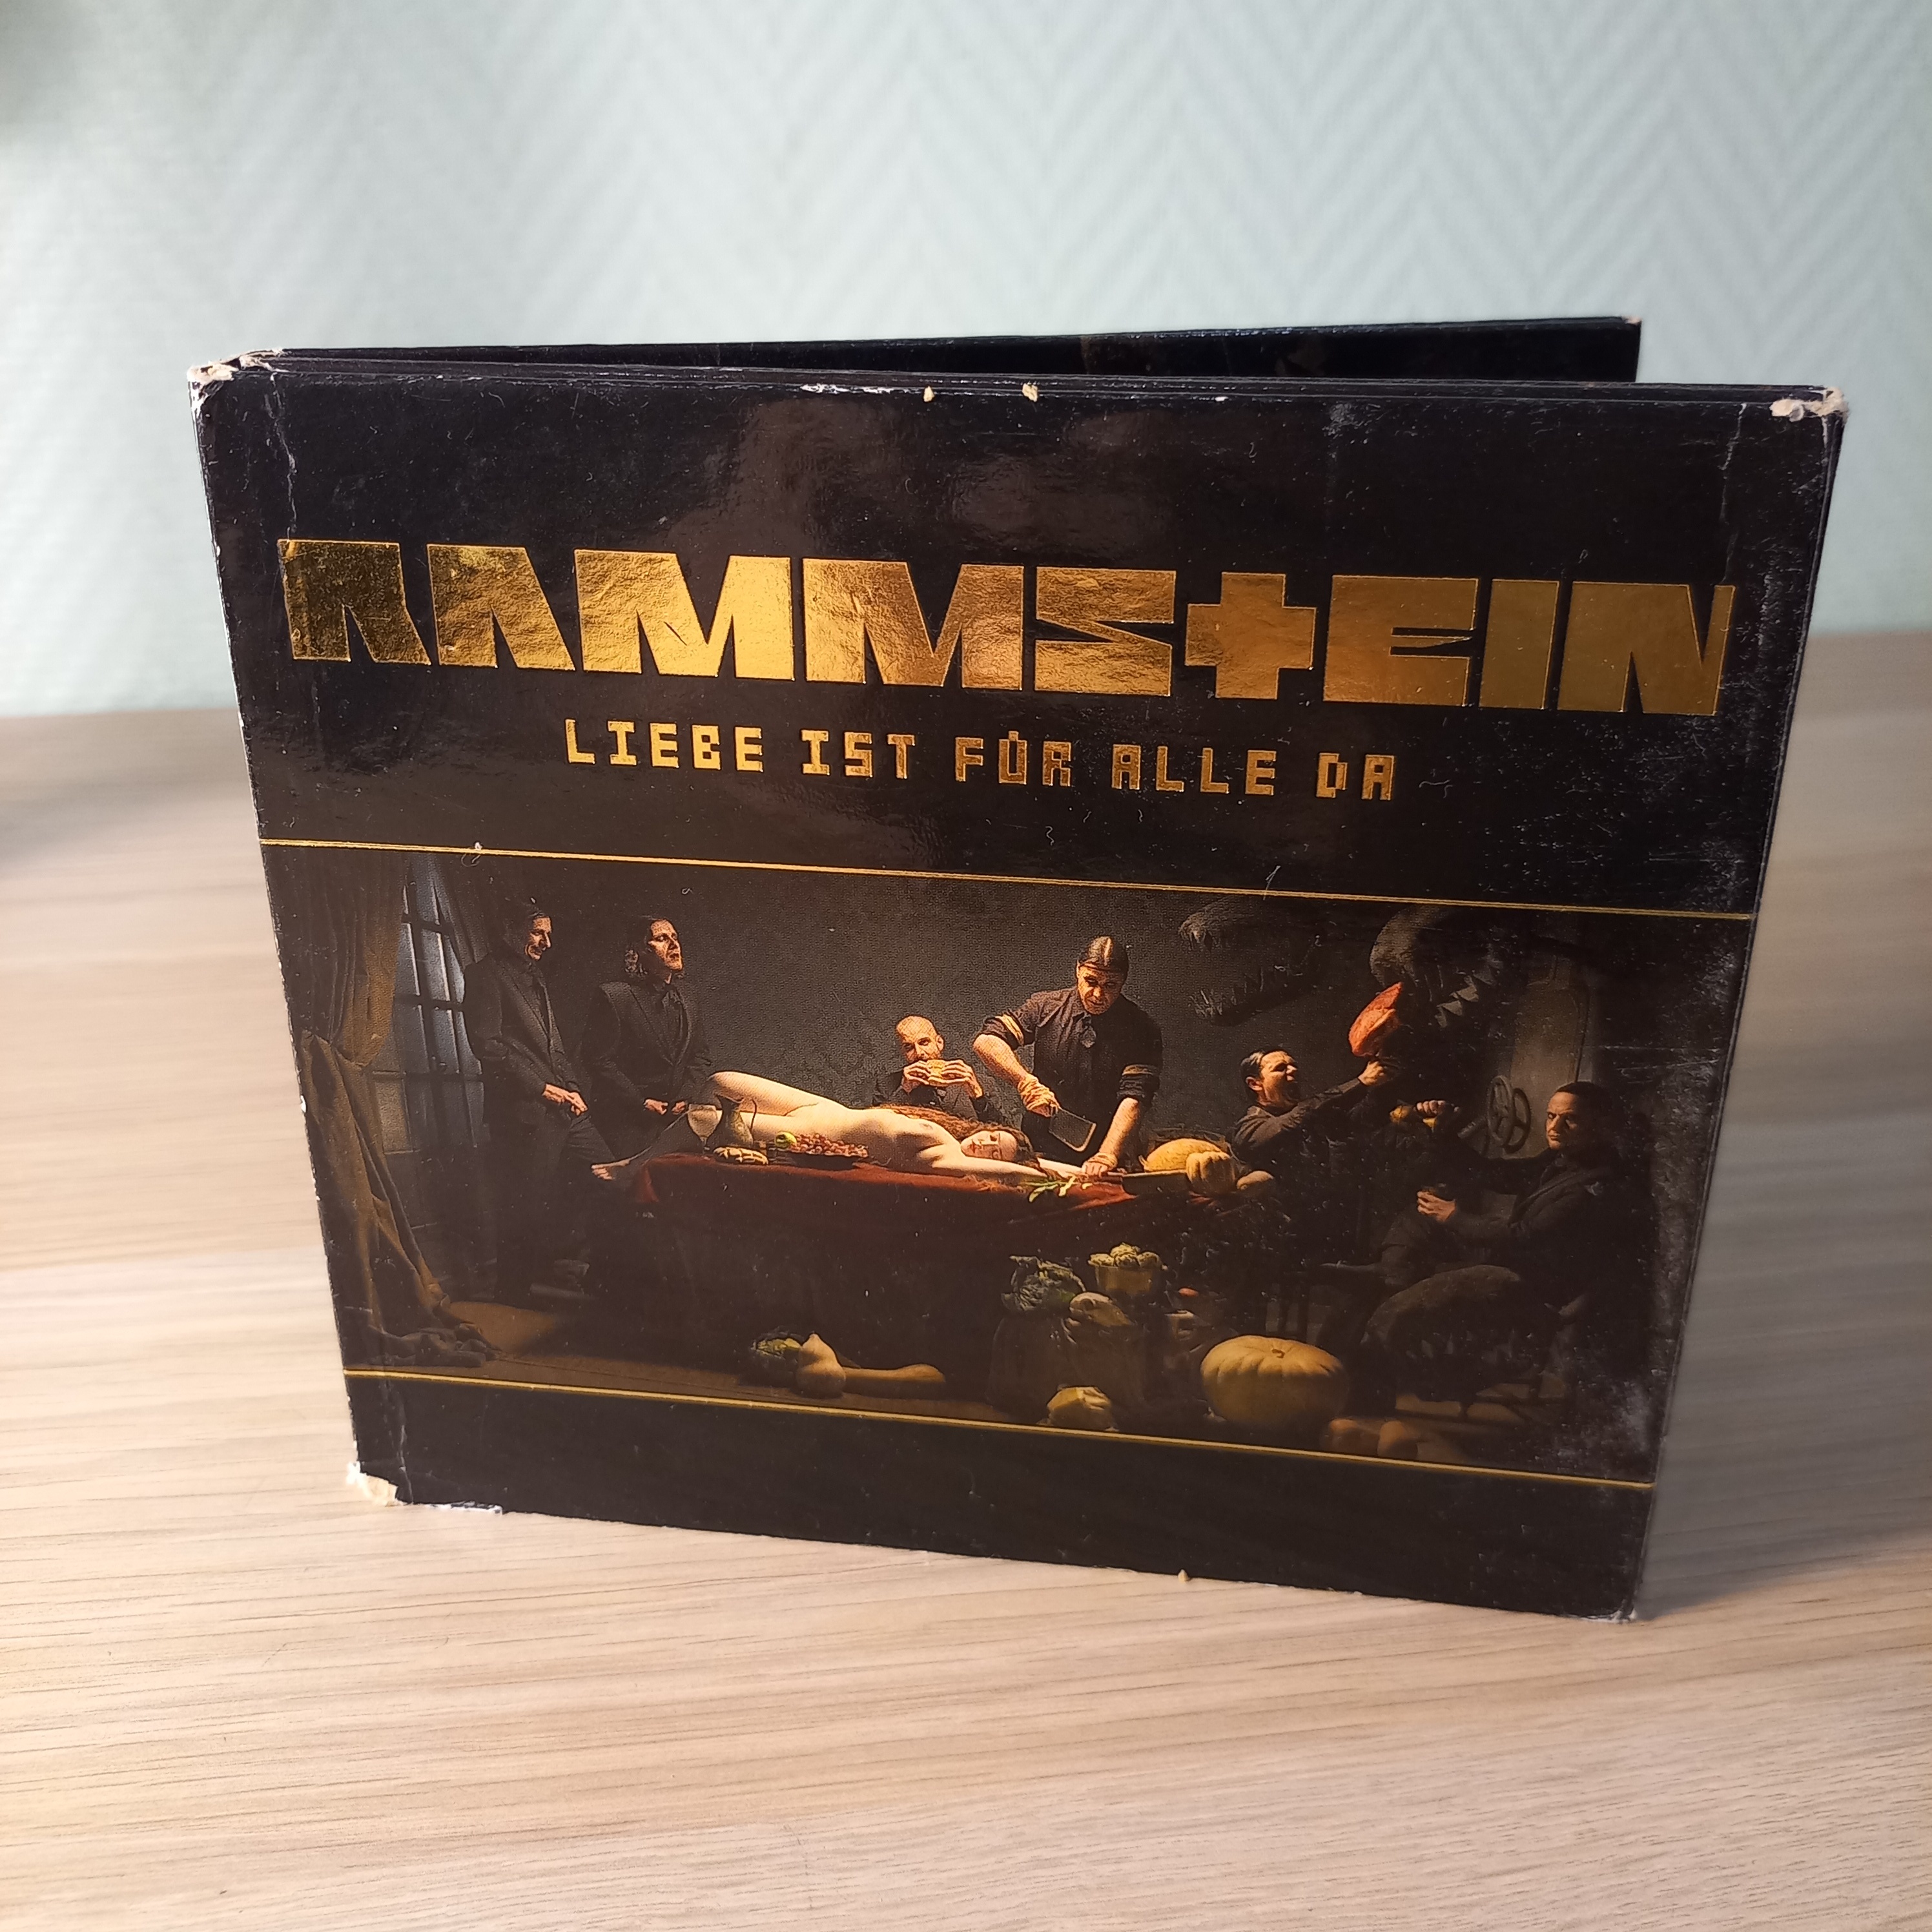 RAMMSTEIN
LIEBE IST FÜR ALLE DA